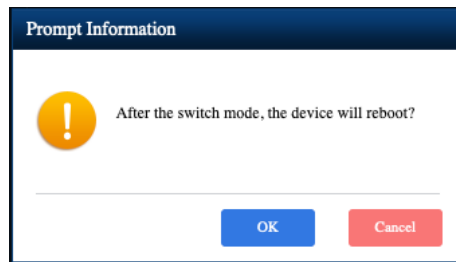 Prompt Information
After the switch mode, the device will reboot?
OK
Cancel